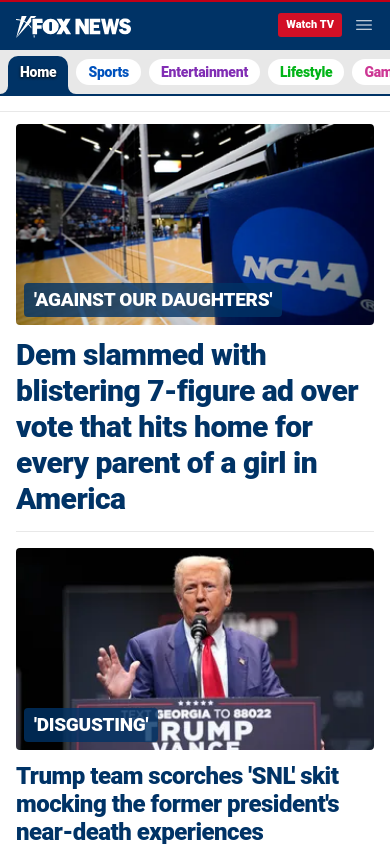 FOX NEWS
Watch TV
Home
Sports
Entertainment
Lifestyle
Gam
NCAA
'AGAINST OUR DAUGHTERS'
Dem slammed with
blistering 7-figure ad over
vote that hits home for
every parent of a girl in
America
TRUMP
TEXT GEORGIA TO 88022
TRUMP
VANCE
'DISGUSTING'
Trump team scorches 'SNL' skit
mocking the former president's
near-death experiences